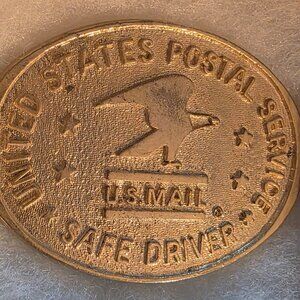 UNITED STATES POSTAL SERVICE
U.S.MAIL
SAFE DRIVER